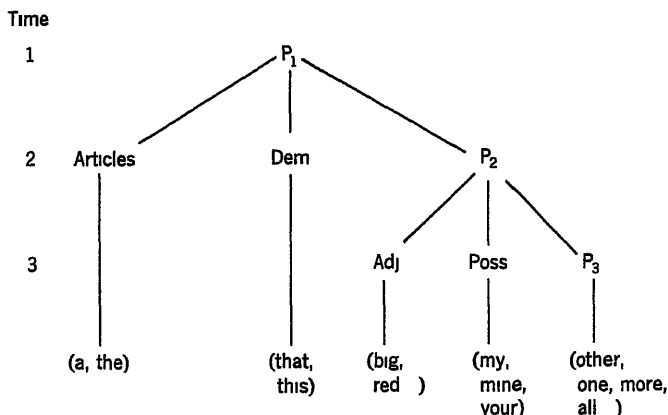 Time
1 P₁
2 Articles Dem P₂
3 Adj Poss P₃
(a, the) (that, (big, (my, (other,
this) red ) mine, one, more,
your) all )